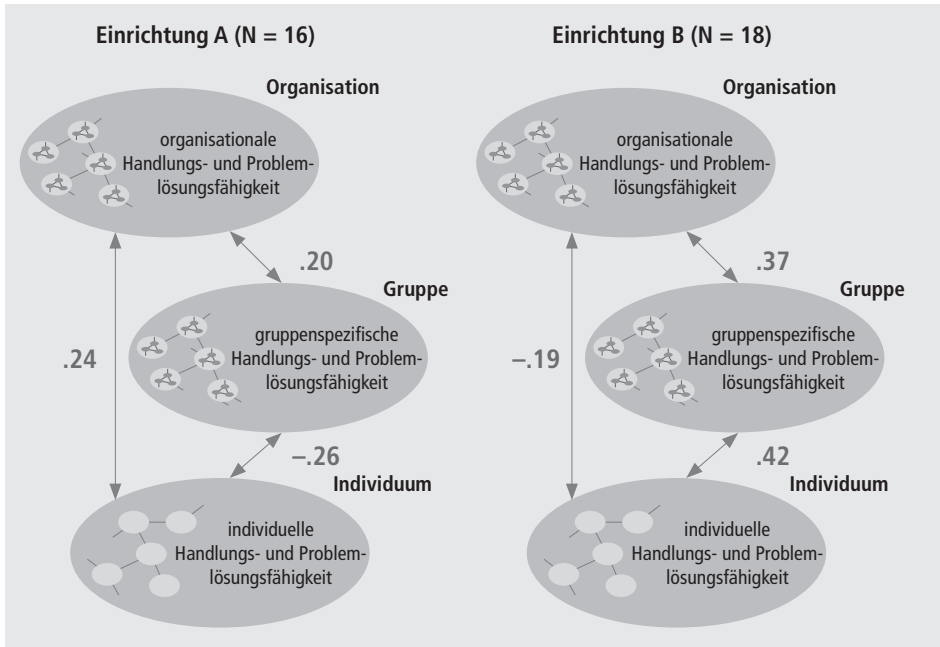 Einrichtung A (N = 16)
Organisation
organisationale
Handlungs- und Problem-
lösungsfähigkeit
.20
Gruppe
gruppenspezifische
Handlungs- und Problem-
lösungsfähigkeit
.24
–.26
Individuum
individuelle
Handlungs- und Problem-
lösungsfähigkeit
Einrichtung B (N = 18)
Organisation
organisationale
Handlungs- und Problem-
lösungsfähigkeit
.37
Gruppe
gruppenspezifische
Handlungs- und Problem-
lösungsfähigkeit
–.19
.42
Individuum
individuelle
Handlungs- und Problem-
lösungsfähigkeit